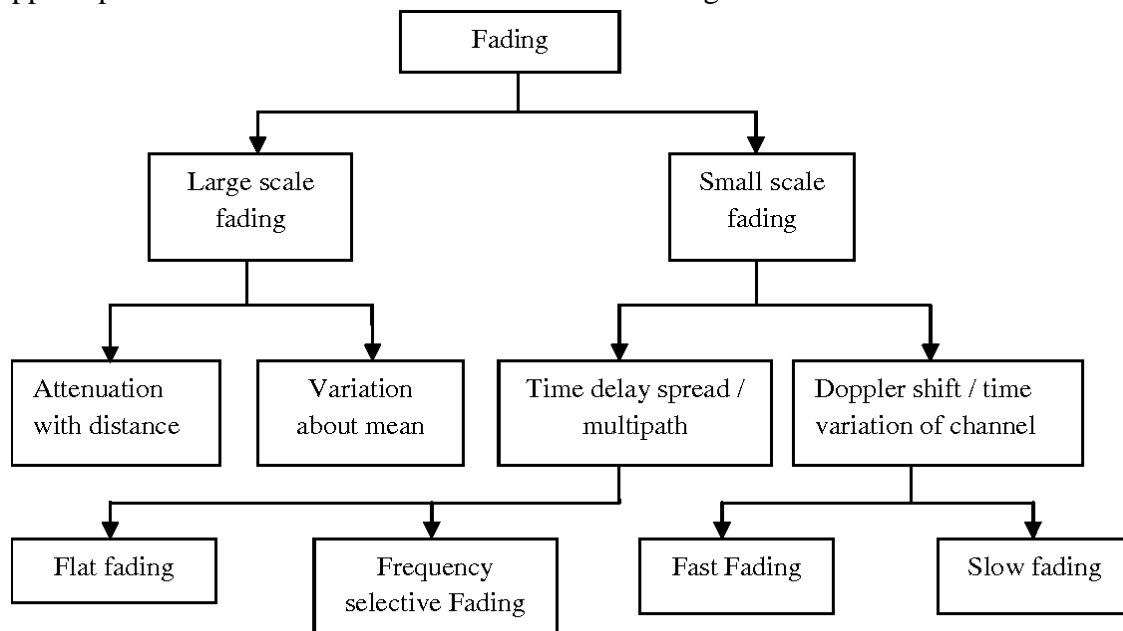 Fading
Large scale
fading
Small scale
fading
Attenuation
with distance
Variation
about mean
Time delay spread /
multipath
Doppler shift / time
variation of channel
Flat fading
Frequency
selective Fading
Fast Fading
Slow fading